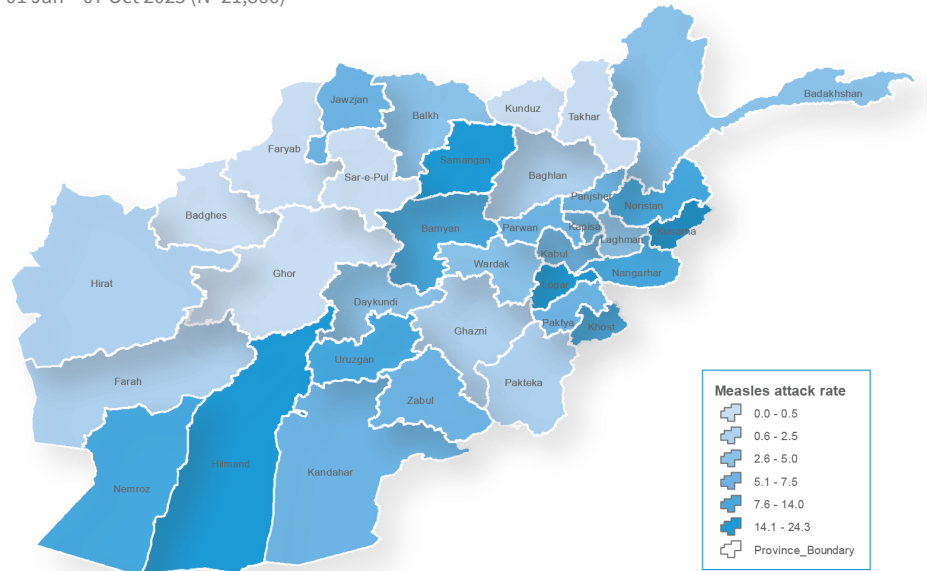 Jawzjan
Balkh
Kunduz
Takhar
Badakhshan
Faryab
Samangan
Sar-e-Pul
Baghlan
Panjsher
Noristan
Badghes
Bamyan
Parwan
Kapisa
Kunarha
Laghman
Kabul
Wardak
Nangarhar
Ghor
Hirat
Logar
Daykundi
Paktya
Khost
Ghazni
Uruzgan
Farah
Pakteka
Zabul
Hilmand
Kandahar
Nemroz
Measles attack rate
0.0 - 0.5
0.6 - 2.5
2.6 - 5.0
5.1 - 7.5
7.6 - 14.0
14.1 - 24.3
Province_Boundary